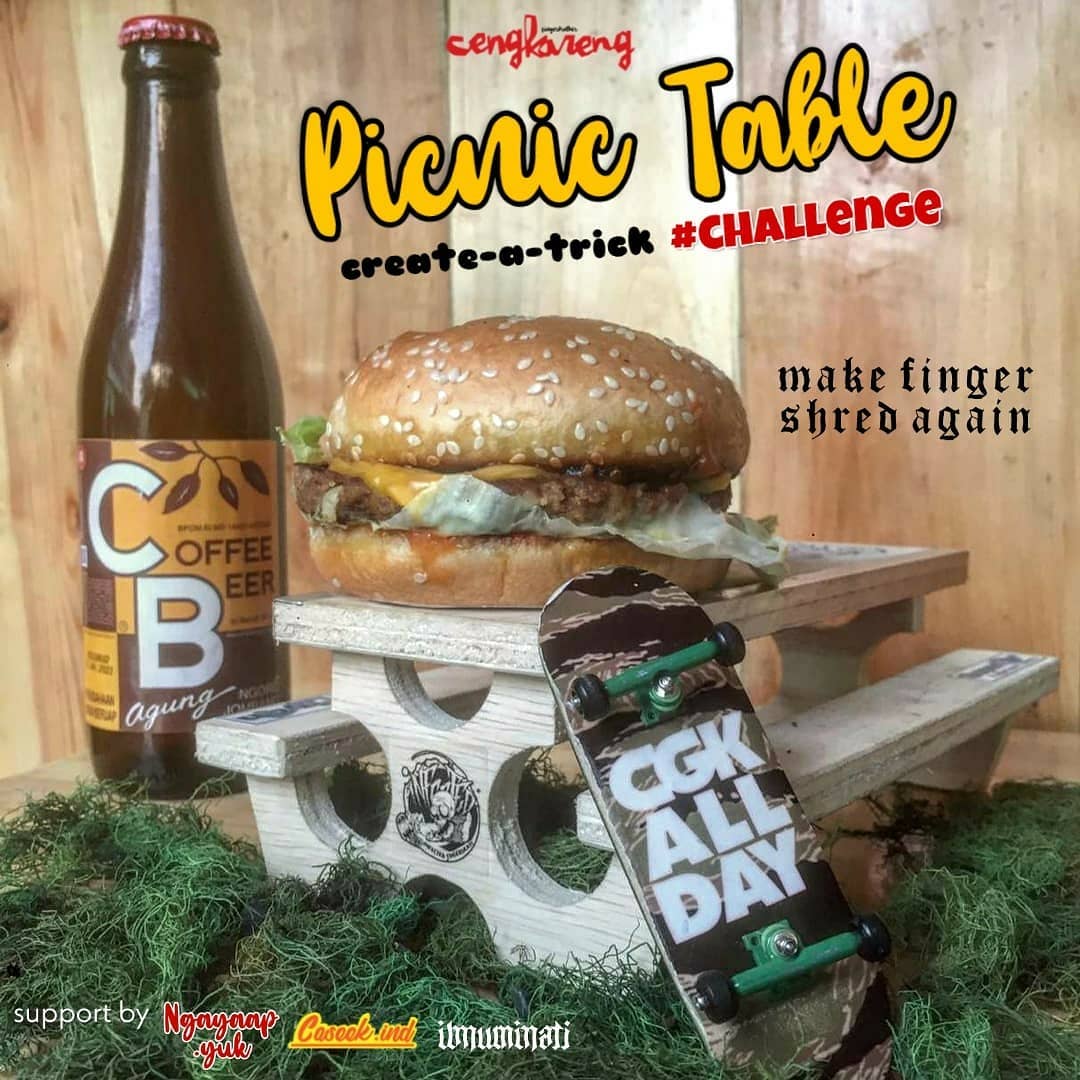 cengkareng
Picnic Table
create-a-trick #CHALLENGE
make finger
shred again
C
OFFEE
B
EER
agung
CGK
ALL
DAY
support by Ngayaap
.yuk
Caseek.ind
ilmuminati